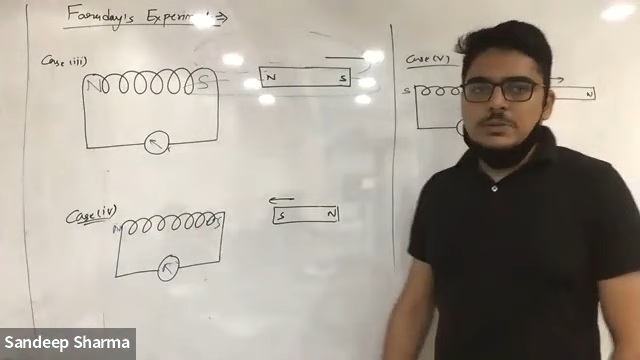 Faraday's Experiment ⇒
Case (iii)
N S
N S
Case (iv)
N S
S N
Case (v)
S
N
Sandeep Sharma